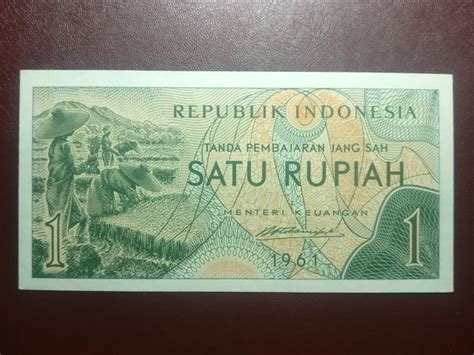 REPUBLIK INDONESIA
TANDA PEMBAJARAN JANG SAH
SATU RUPIAH
MENTERI KEUANGAN
1961
1 1